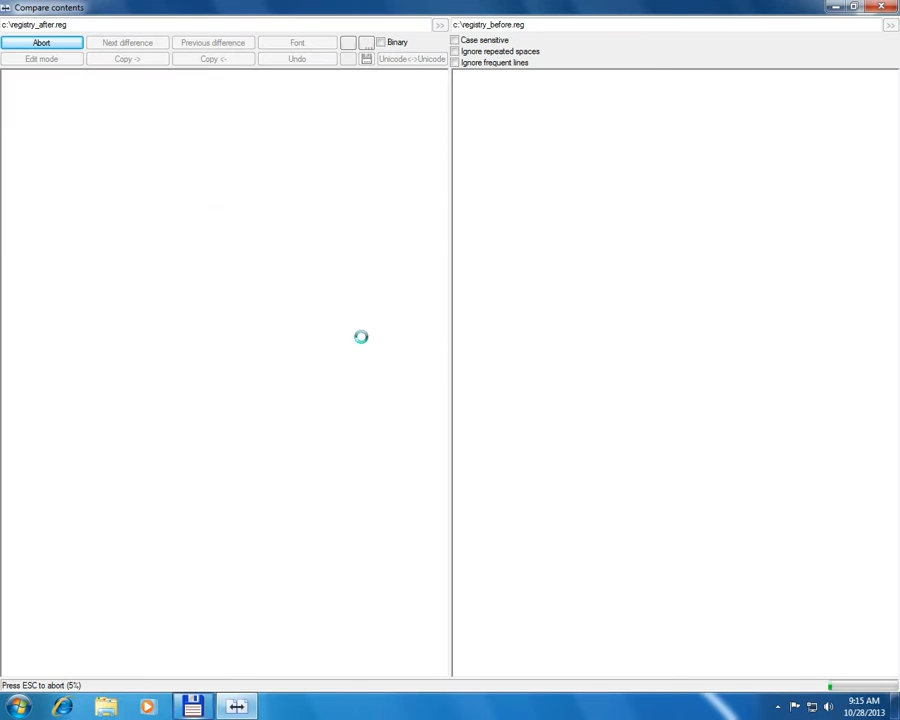 Compare contents
c:\registry_after.reg >> c:\registry_before.reg >>
Abort Next difference Previous difference Font ... Binary Case sensitive
Ignore repeated spaces
Edit mode Copy -> Copy <- Undo Unicode<->Unicode Ignore frequent lines
Press ESC to abort (5%)
9:15 AM
10/28/2013